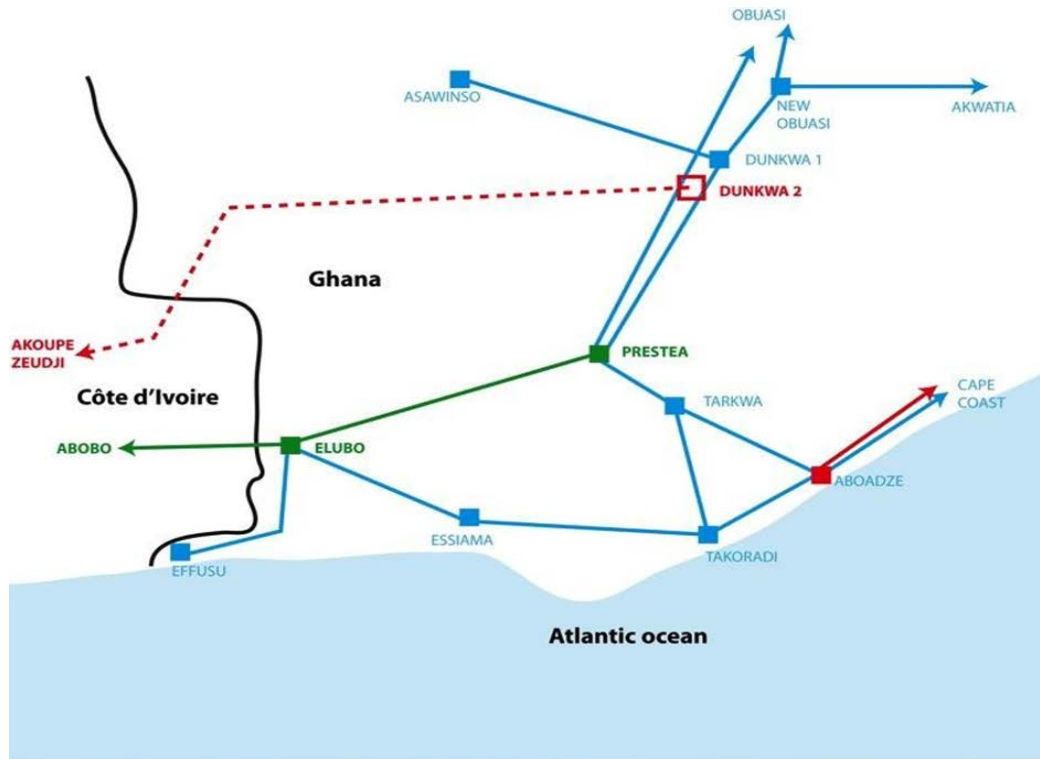 OBUASI
ASAWINSO
NEW
OBUASI
AKWATIA
DUNKWA 1
DUNKWA 2
Ghana
AKOUPE
ZEUDJI
PRESTEA
Côte d'Ivoire
TARKWA
CAPE
COAST
ABOBO
ELUBO
ABOADZE
ESSIAMA
TAKORADI
EFFUSU
Atlantic ocean